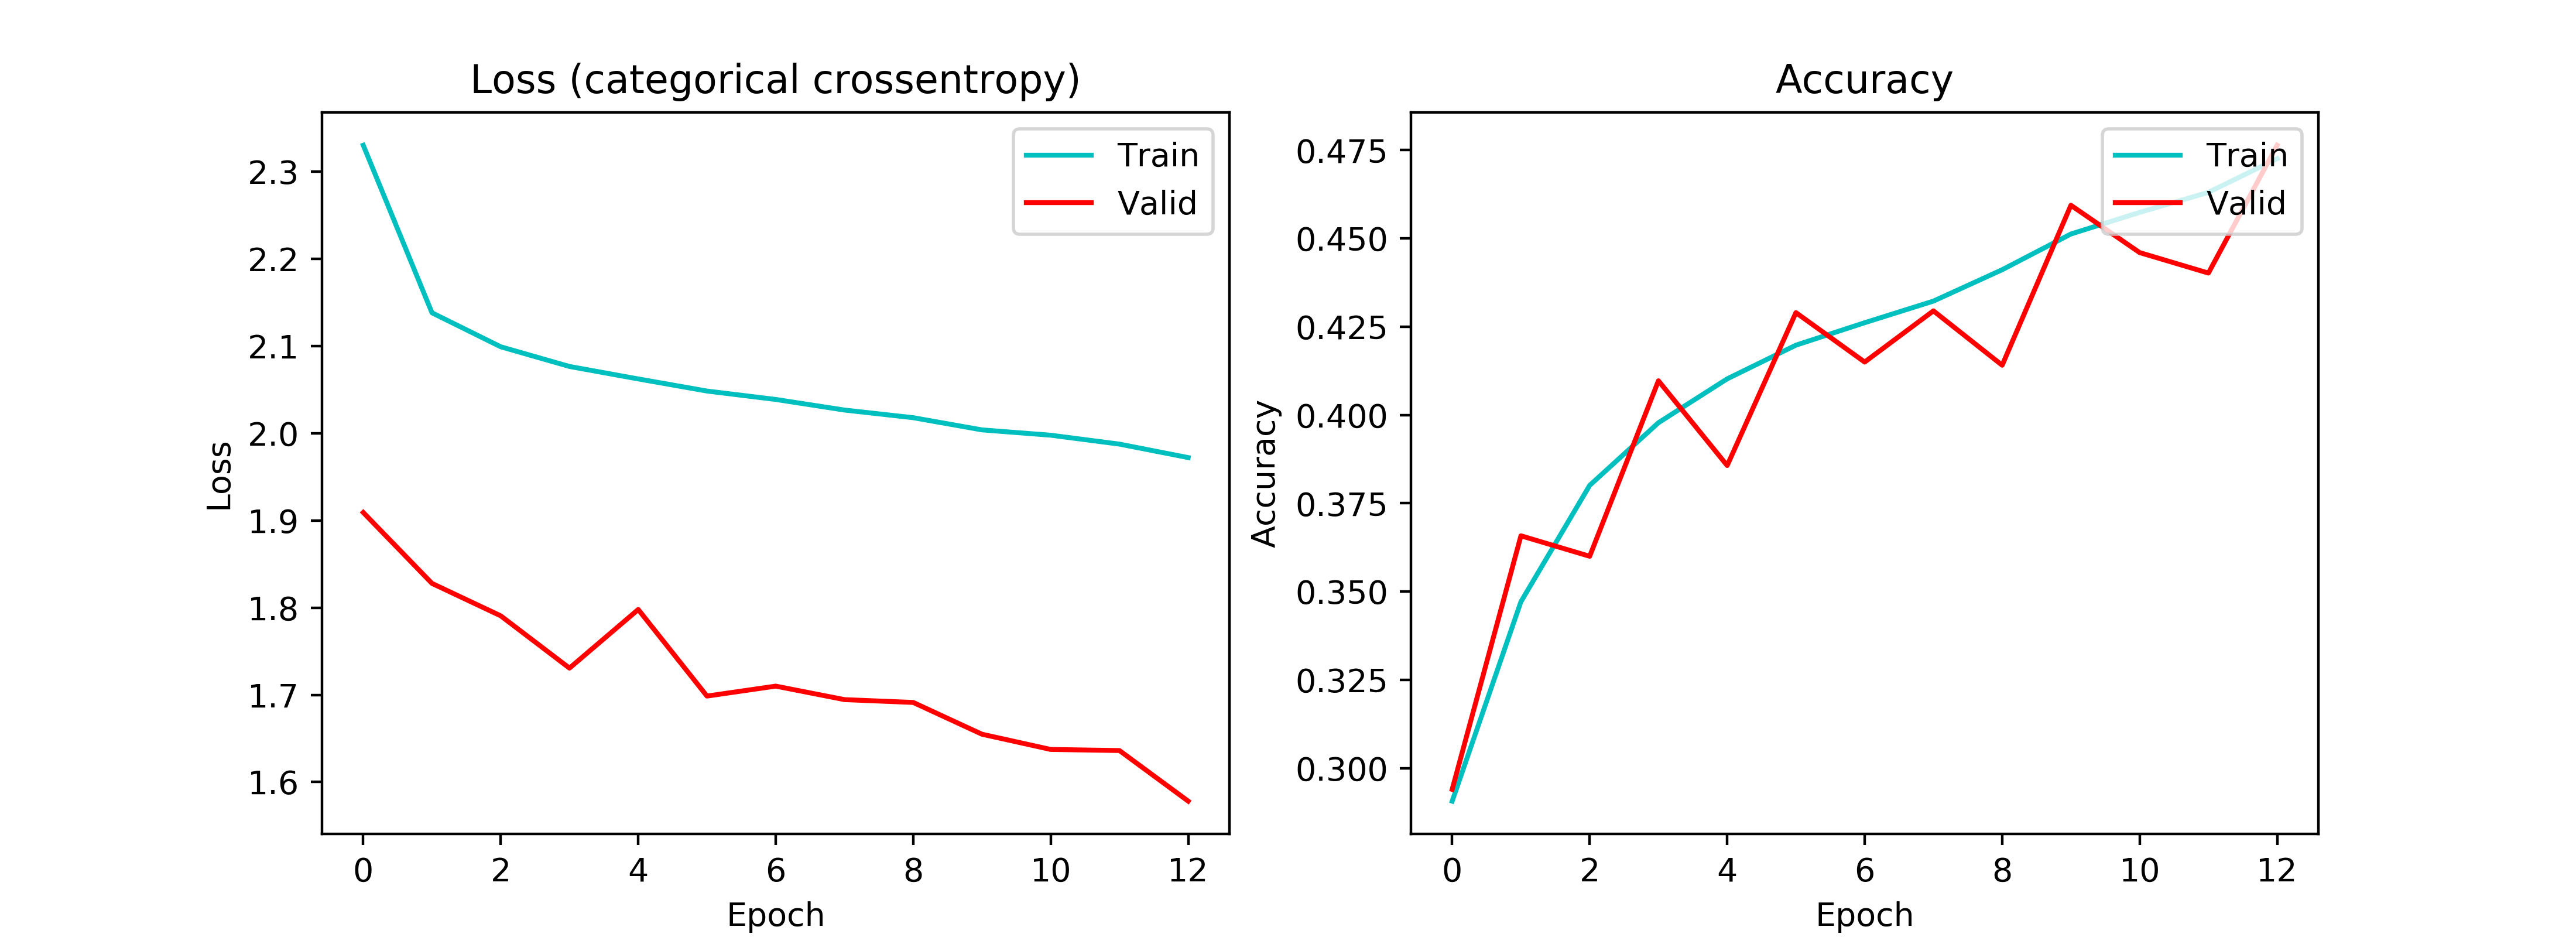 Loss (categorical crossentropy)
Train
Valid
2.3
2.2
2.1
2.0
1.9
1.8
1.7
1.6
Loss
0 2 4 6 8 10 12
Epoch
Accuracy
Train
Valid
0.475
0.450
0.425
0.400
0.375
0.350
0.325
0.300
Accuracy
0 2 4 6 8 10 12
Epoch